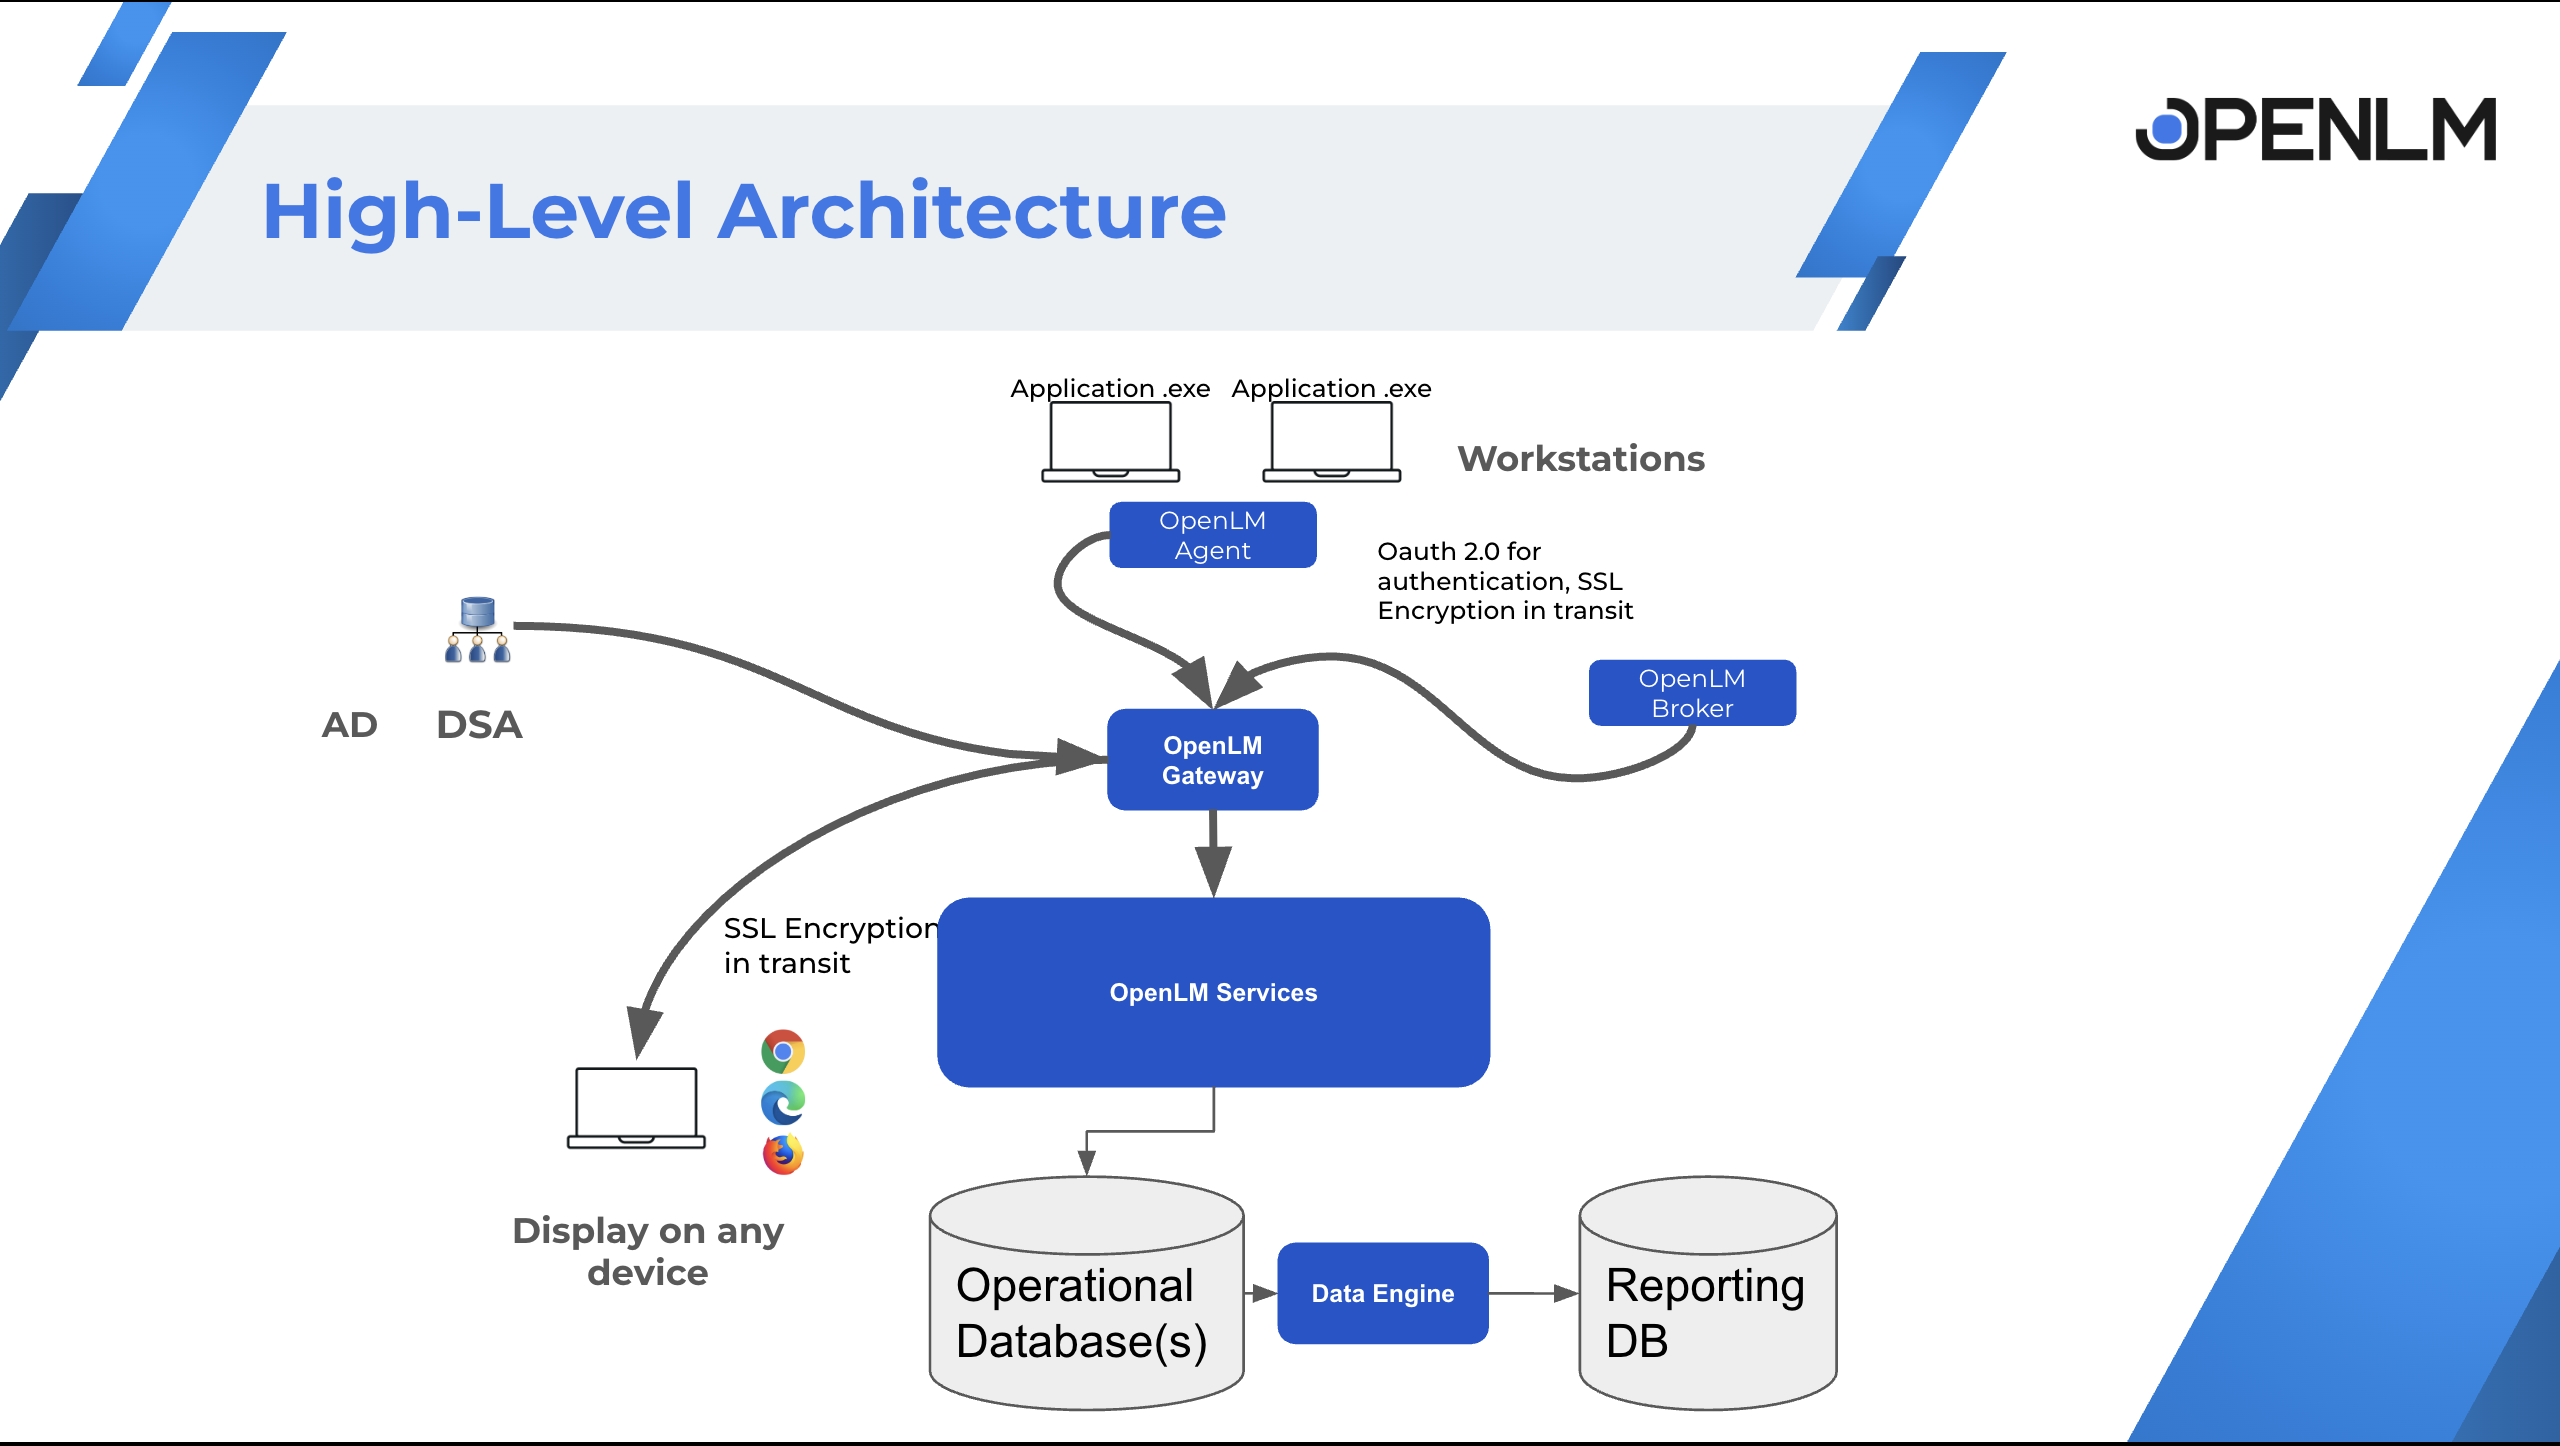 OPENLM
High-Level Architecture
Application .exe
Application .exe
Workstations
OpenLM
Agent
Oauth 2.0 for
authentication, SSL
Encryption in transit
OpenLM
Broker
AD
DSA
OpenLM
Gateway
SSL Encryption
in transit
OpenLM Services
Display on any
device
Operational
Database(s)
Data Engine
Reporting
DB